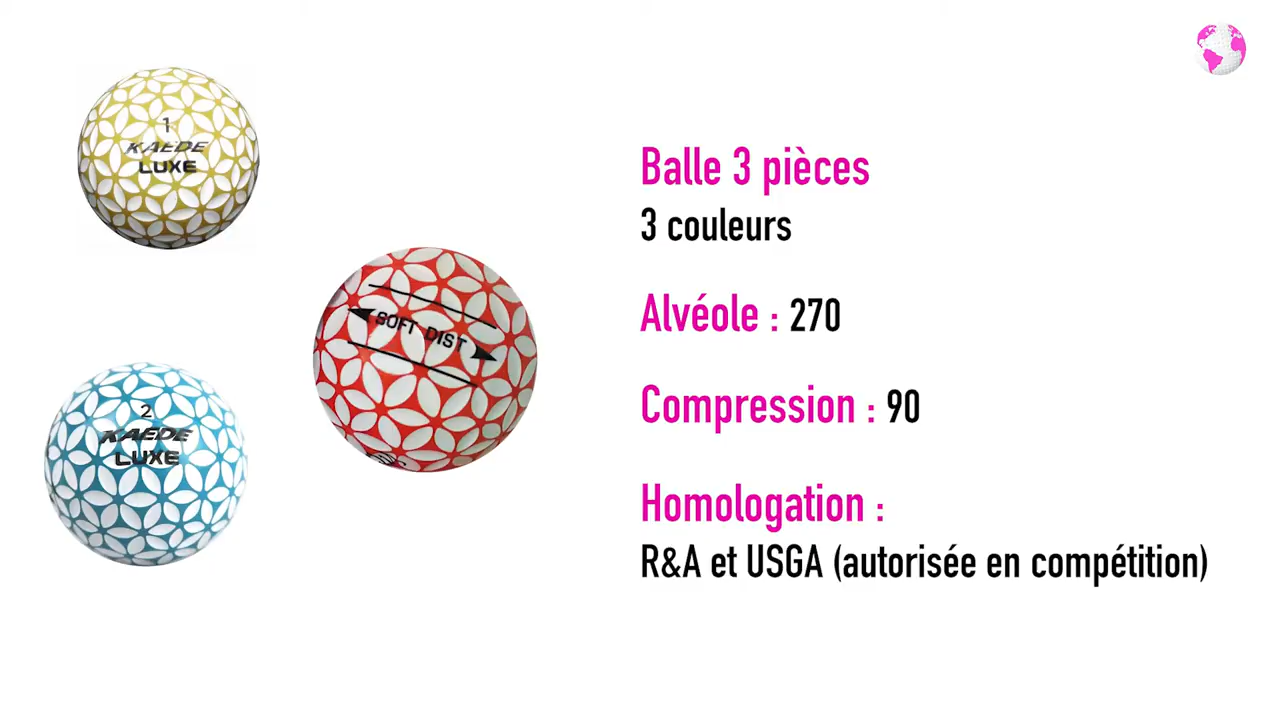 1
KAEDE
LUXE
SOFT DIST
2
KAEDE
LUXE
Balle 3 pièces
3 couleurs
Alvéole : 270
Compression : 90
Homologation :
R&A et USGA (autorisée en compétition)